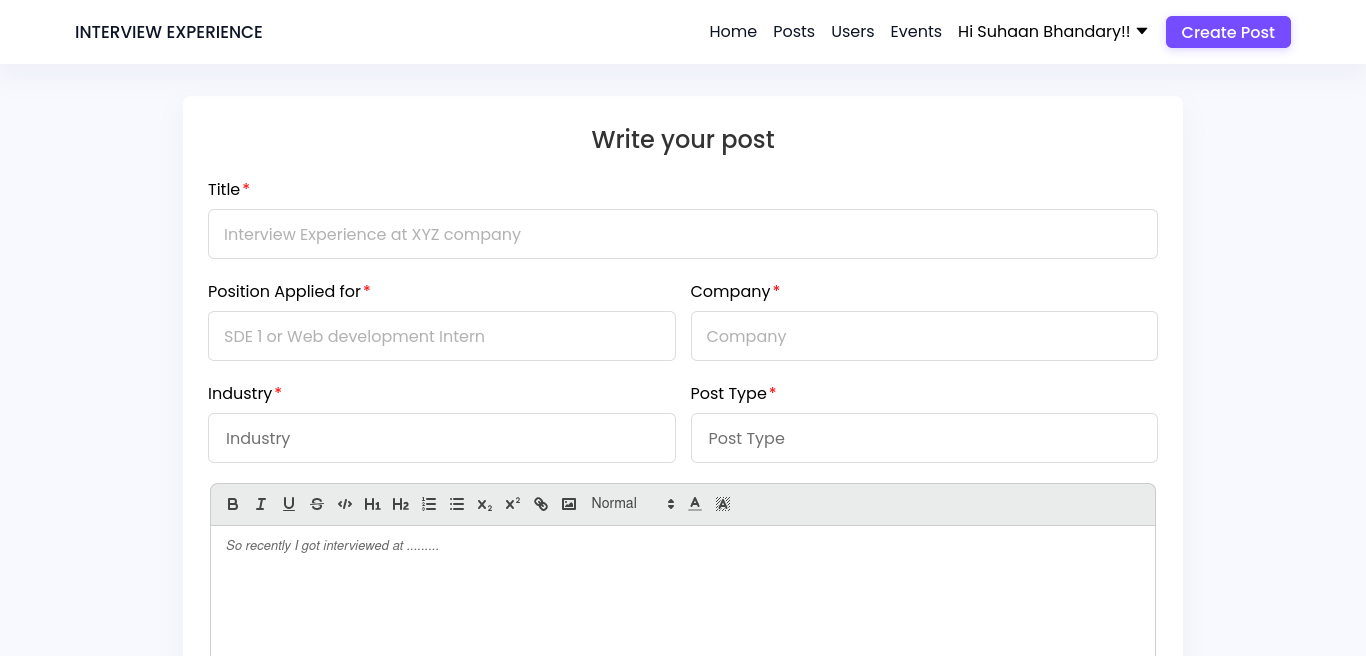 INTERVIEW EXPERIENCE Home Posts Users Events Hi Suhaan Bhandary!! Create Post
Write your post
Title*
Interview Experience at XYZ company
Position Applied for* Company*
SDE 1 or Web development Intern Company
Industry* Post Type*
Industry Post Type
B I U S </> H1 H2 x2 x2 Normal A A
So recently I got interviewed at .........